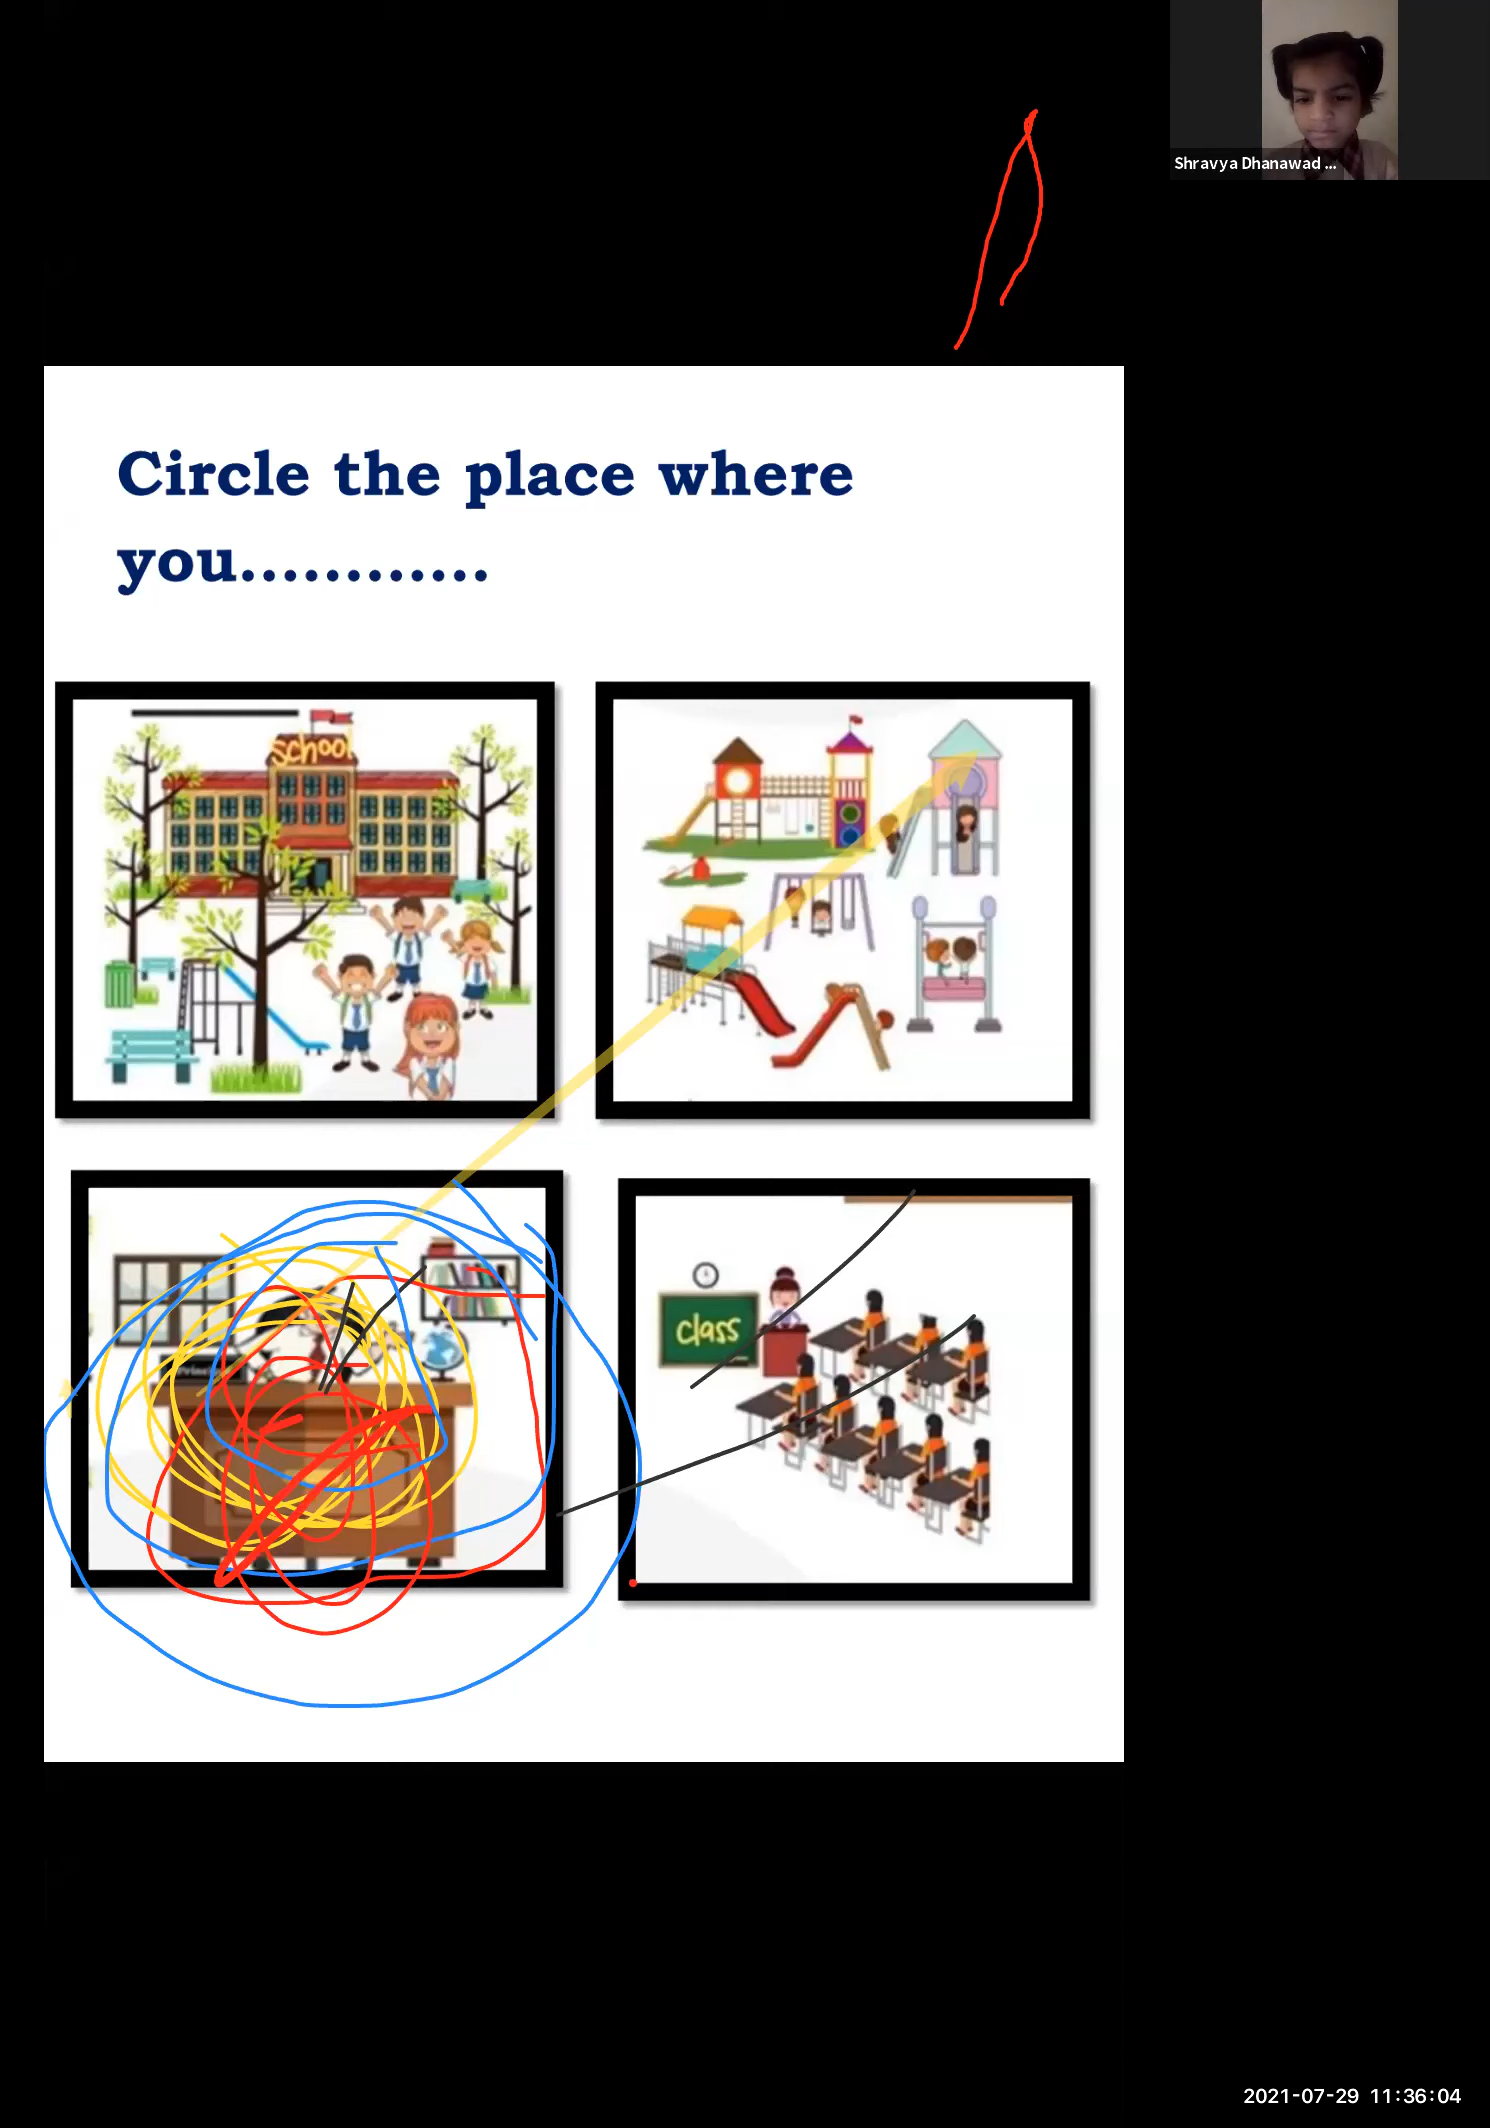 Shravya Dhanawad ...
Circle the place where
you............
school
class
2021-07-29 11:36:04